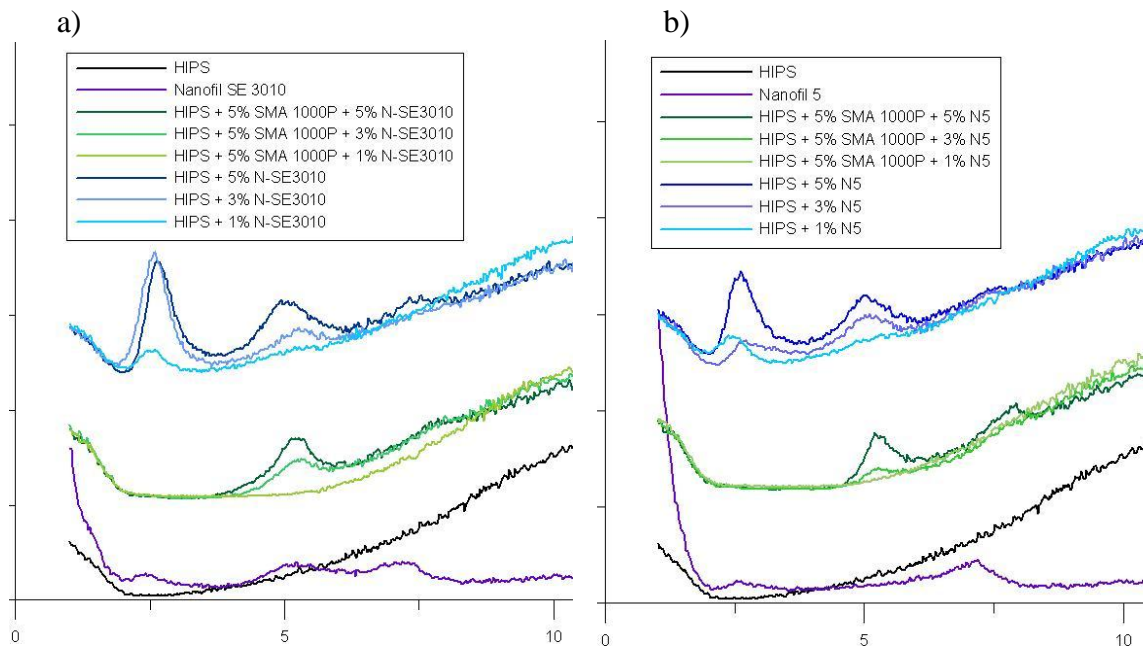 a)
HIPS
Nanofil SE 3010
HIPS + 5% SMA 1000P + 5% N-SE3010
HIPS + 5% SMA 1000P + 3% N-SE3010
HIPS + 5% SMA 1000P + 1% N-SE3010
HIPS + 5% N-SE3010
HIPS + 3% N-SE3010
HIPS + 1% N-SE3010
0 5 10
b)
HIPS
Nanofil 5
HIPS + 5% SMA 1000P + 5% N5
HIPS + 5% SMA 1000P + 3% N5
HIPS + 5% SMA 1000P + 1% N5
HIPS + 5% N5
HIPS + 3% N5
HIPS + 1% N5
0 5 10